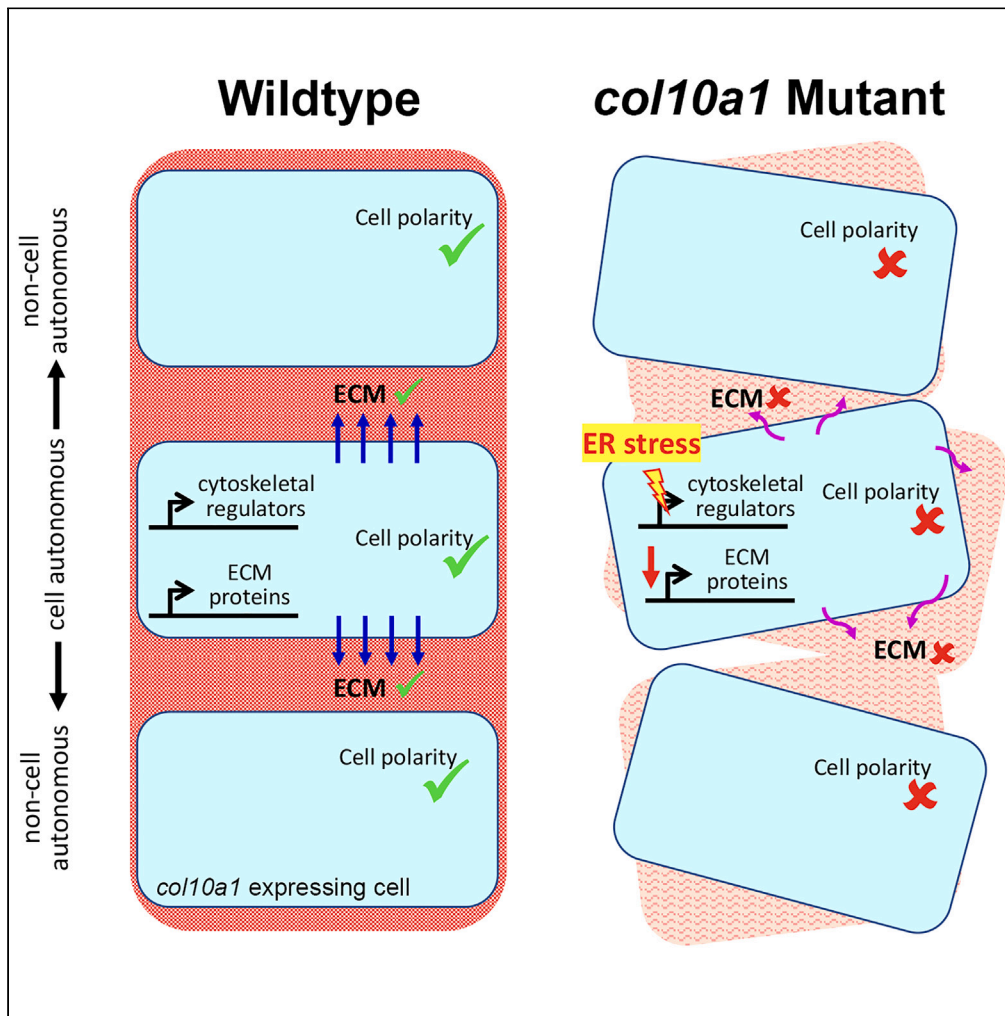 Wildtype
col10a1 Mutant
non-cell
autonomous
cell autonomous
non-cell
autonomous
Cell polarity
ECM
cytoskeletal
regulators
Cell polarity
ECM
proteins
ECM
Cell polarity
col10a1 expressing cell
Cell polarity
ECM
ER stress
cytoskeletal
regulators
Cell polarity
ECM
proteins
ECM
Cell polarity